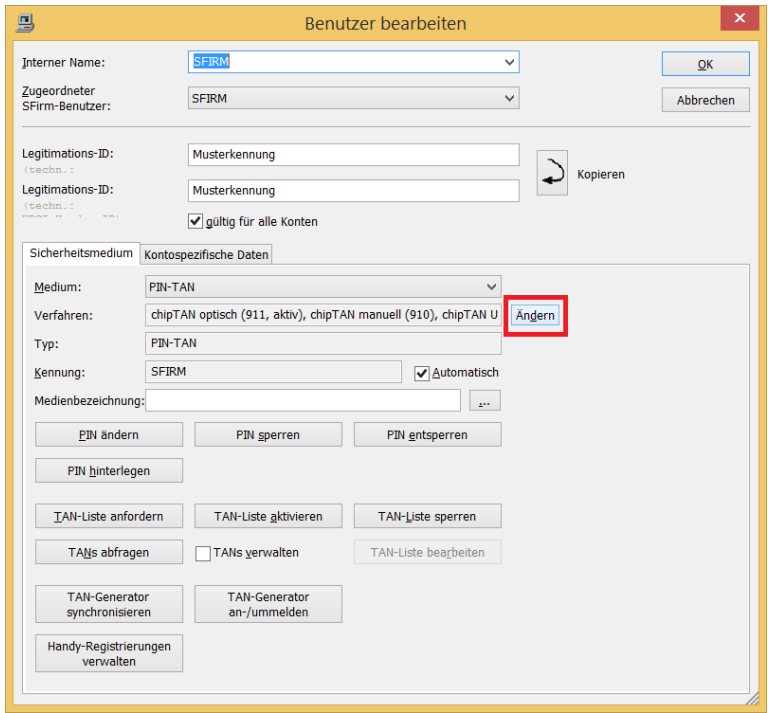 Benutzer bearbeiten
Interner Name:
SFIRM
OK
Zugeordneter
SFirm-Benutzer:
SFIRM
Abbrechen
Legitimations-ID:
Musterkennung
(techn.:
Kopieren
Legitimations-ID:
Musterkennung
(techn.:
gültig für alle Konten
Sicherheitsmedium
Kontospezifische Daten
Medium:
PIN-TAN
Verfahren:
chipTAN optisch (911, aktiv), chipTAN manuell (910), chipTAN U
Ändern
Typ:
PIN-TAN
Kennung:
SFIRM
Automatisch
Medienbezeichnung:
...
PIN ändern
PIN sperren
PIN entsperren
PIN hinterlegen
TAN-Liste anfordern
TAN-Liste aktivieren
TAN-Liste sperren
TANs abfragen
TANs verwalten
TAN-Liste bearbeiten
TAN-Generator
synchronisieren
TAN-Generator
an-/ummelden
Handy-Registrierungen
verwalten